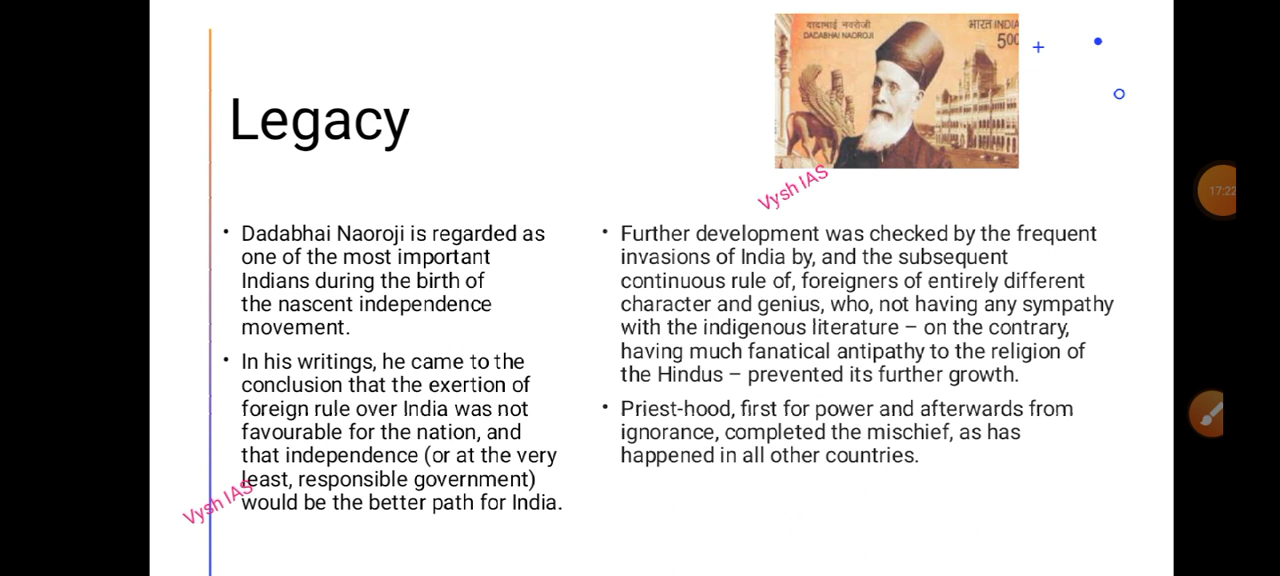 दादाभाई नवरोजी
DADABHAI NAOROJI
भारत INDIA
500
Legacy
Vysh IAS
• Dadabhai Naoroji is regarded as
one of the most important
Indians during the birth of
the nascent independence
movement.
• In his writings, he came to the
conclusion that the exertion of
foreign rule over India was not
favourable for the nation, and
that independence (or at the very
least, responsible government)
would be the better path for India.
Vysh IAS
• Further development was checked by the frequent
invasions of India by, and the subsequent
continuous rule of, foreigners of entirely different
character and genius, who, not having any sympathy
with the indigenous literature – on the contrary,
having much fanatical antipathy to the religion of
the Hindus – prevented its further growth.
• Priest-hood, first for power and afterwards from
ignorance, completed the mischief, as has
happened in all other countries.
17:22